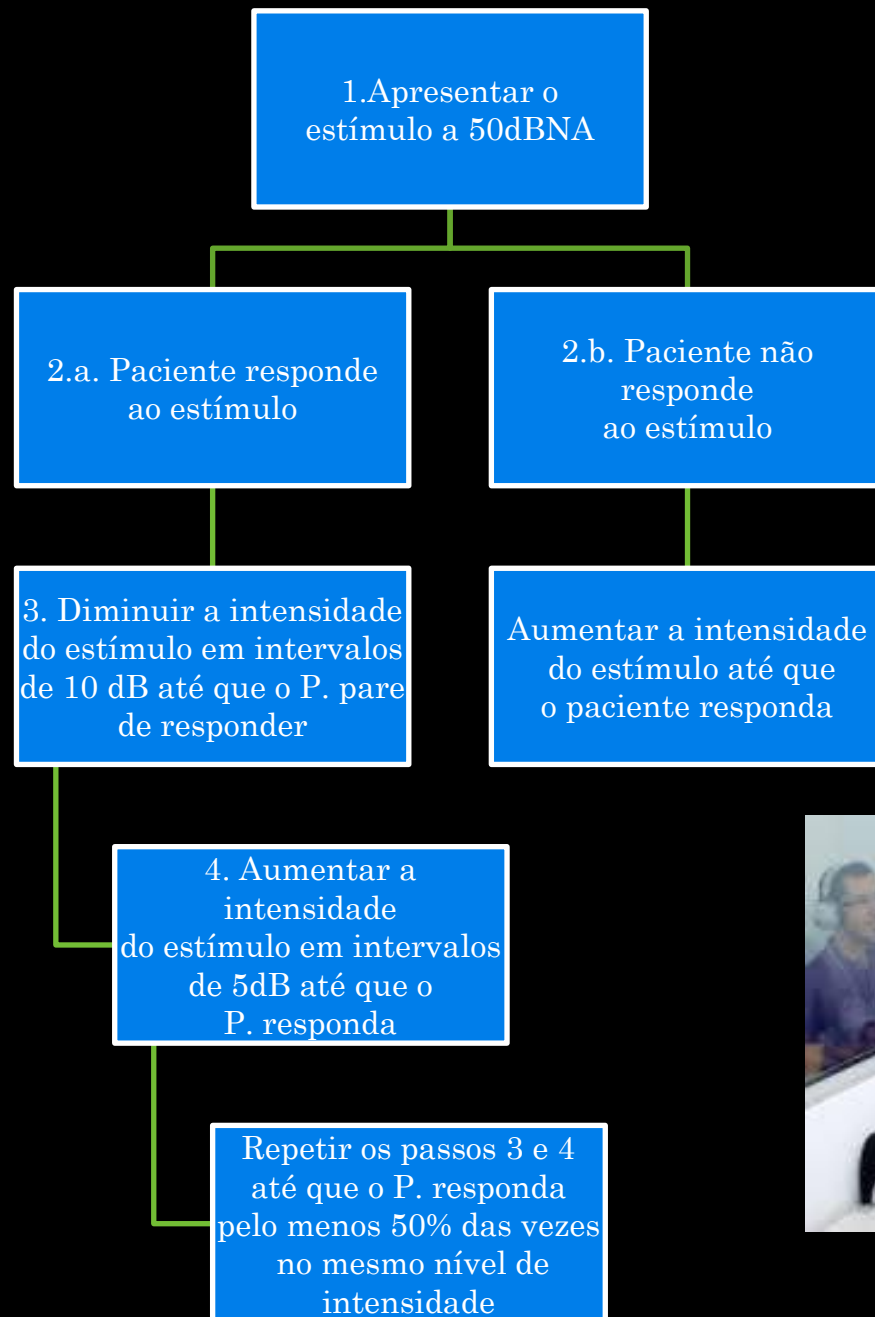 1.Apresentar o
estímulo a 50dBNA
2.a. Paciente responde
ao estímulo
2.b. Paciente não
responde
ao estímulo
3. Diminuir a intensidade
do estímulo em intervalos
de 10 dB até que o P. pare
de responder
Aumentar a intensidade
do estímulo até que
o paciente responda
4. Aumentar a
intensidade
do estímulo em intervalos
de 5dB até que o
P. responda
Repetir os passos 3 e 4
até que o P. responda
pelo menos 50% das vezes
no mesmo nível de
intensidade